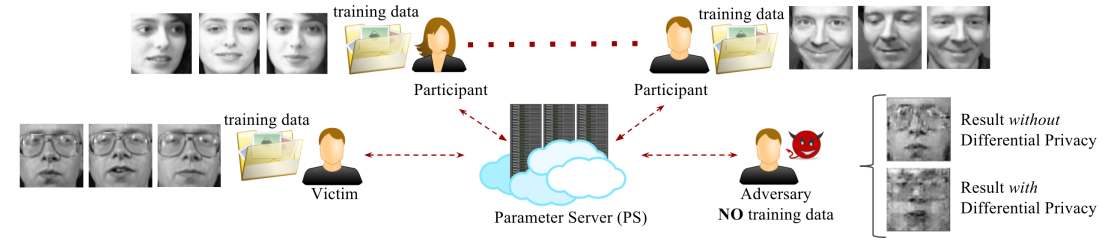 training data
training data
Participant
Participant
training data
Victim
Parameter Server (PS)
Adversary
NO training data
Result without
Differential Privacy
Result with
Differential Privacy